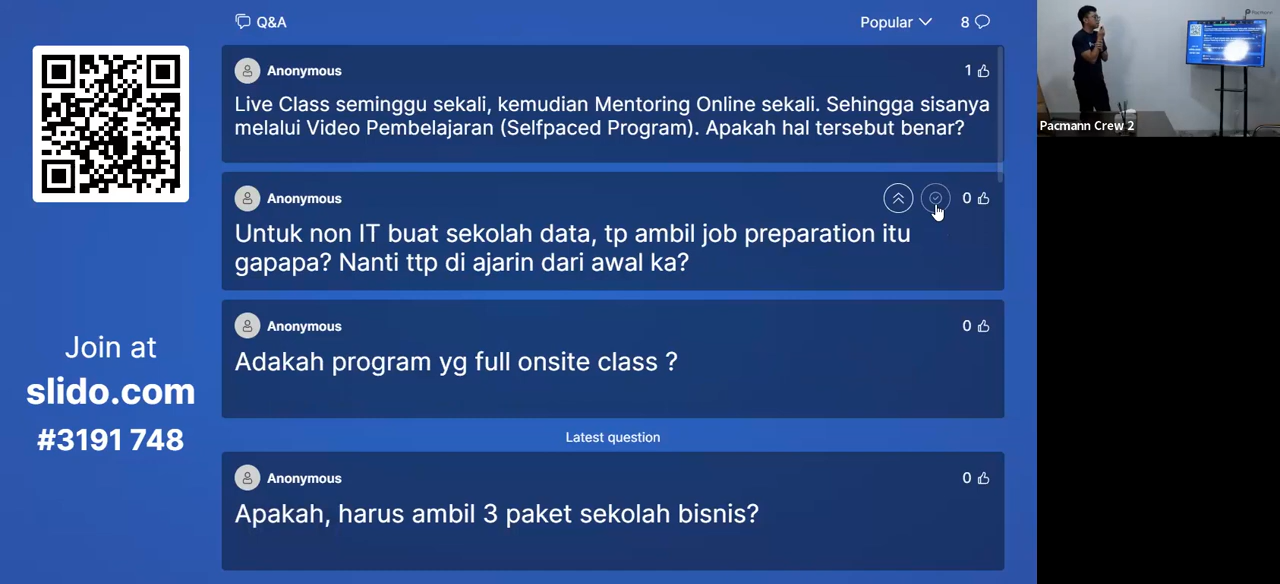 Q&A
Popular
8
Anonymous
1
Live Class seminggu sekali, kemudian Mentoring Online sekali. Sehingga sisanya
melalui Video Pembelajaran (Selfpaced Program). Apakah hal tersebut benar?
Anonymous
0
Untuk non IT buat sekolah data, tp ambil job preparation itu
gapapa? Nanti ttp di ajarin dari awal ka?
Anonymous
0
Adakah program yg full onsite class ?
Latest question
Anonymous
0
Apakah, harus ambil 3 paket sekolah bisnis?
Join at
slido.com
#3191 748
Pacmann Crew 2